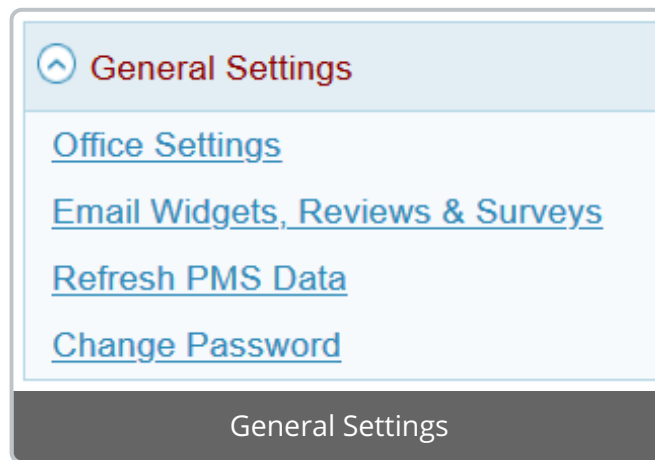 General Settings
Office Settings
Email Widgets, Reviews & Surveys
Refresh PMS Data
Change Password
General Settings